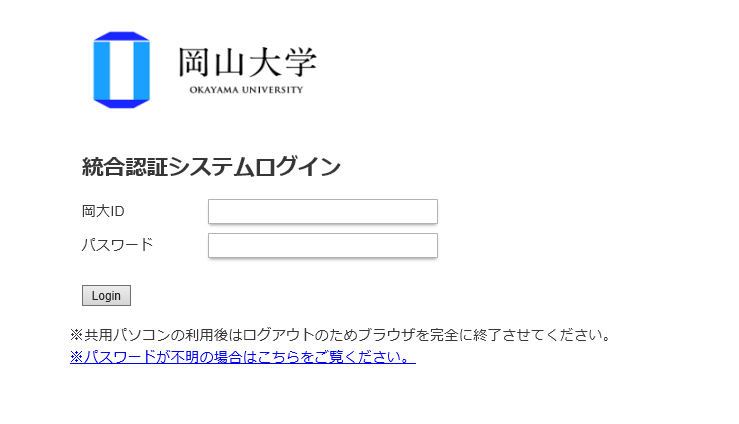 岡山大学
OKAYAMA UNIVERSITY
統合認証システムログイン
岡大ID
パスワード
Login
※共用パソコンの利用後はログアウトのためブラウザを完全に終了させてください。
※パスワードが不明の場合はこちらをご覧ください。